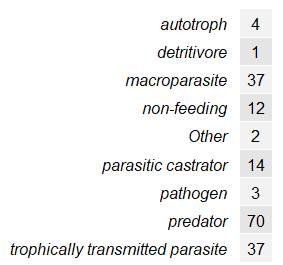 autotroph 4
detritivore 1
macroparasite 37
non-feeding 12
Other 2
parasitic castrator 14
pathogen 3
predator 70
trophically transmitted parasite 37